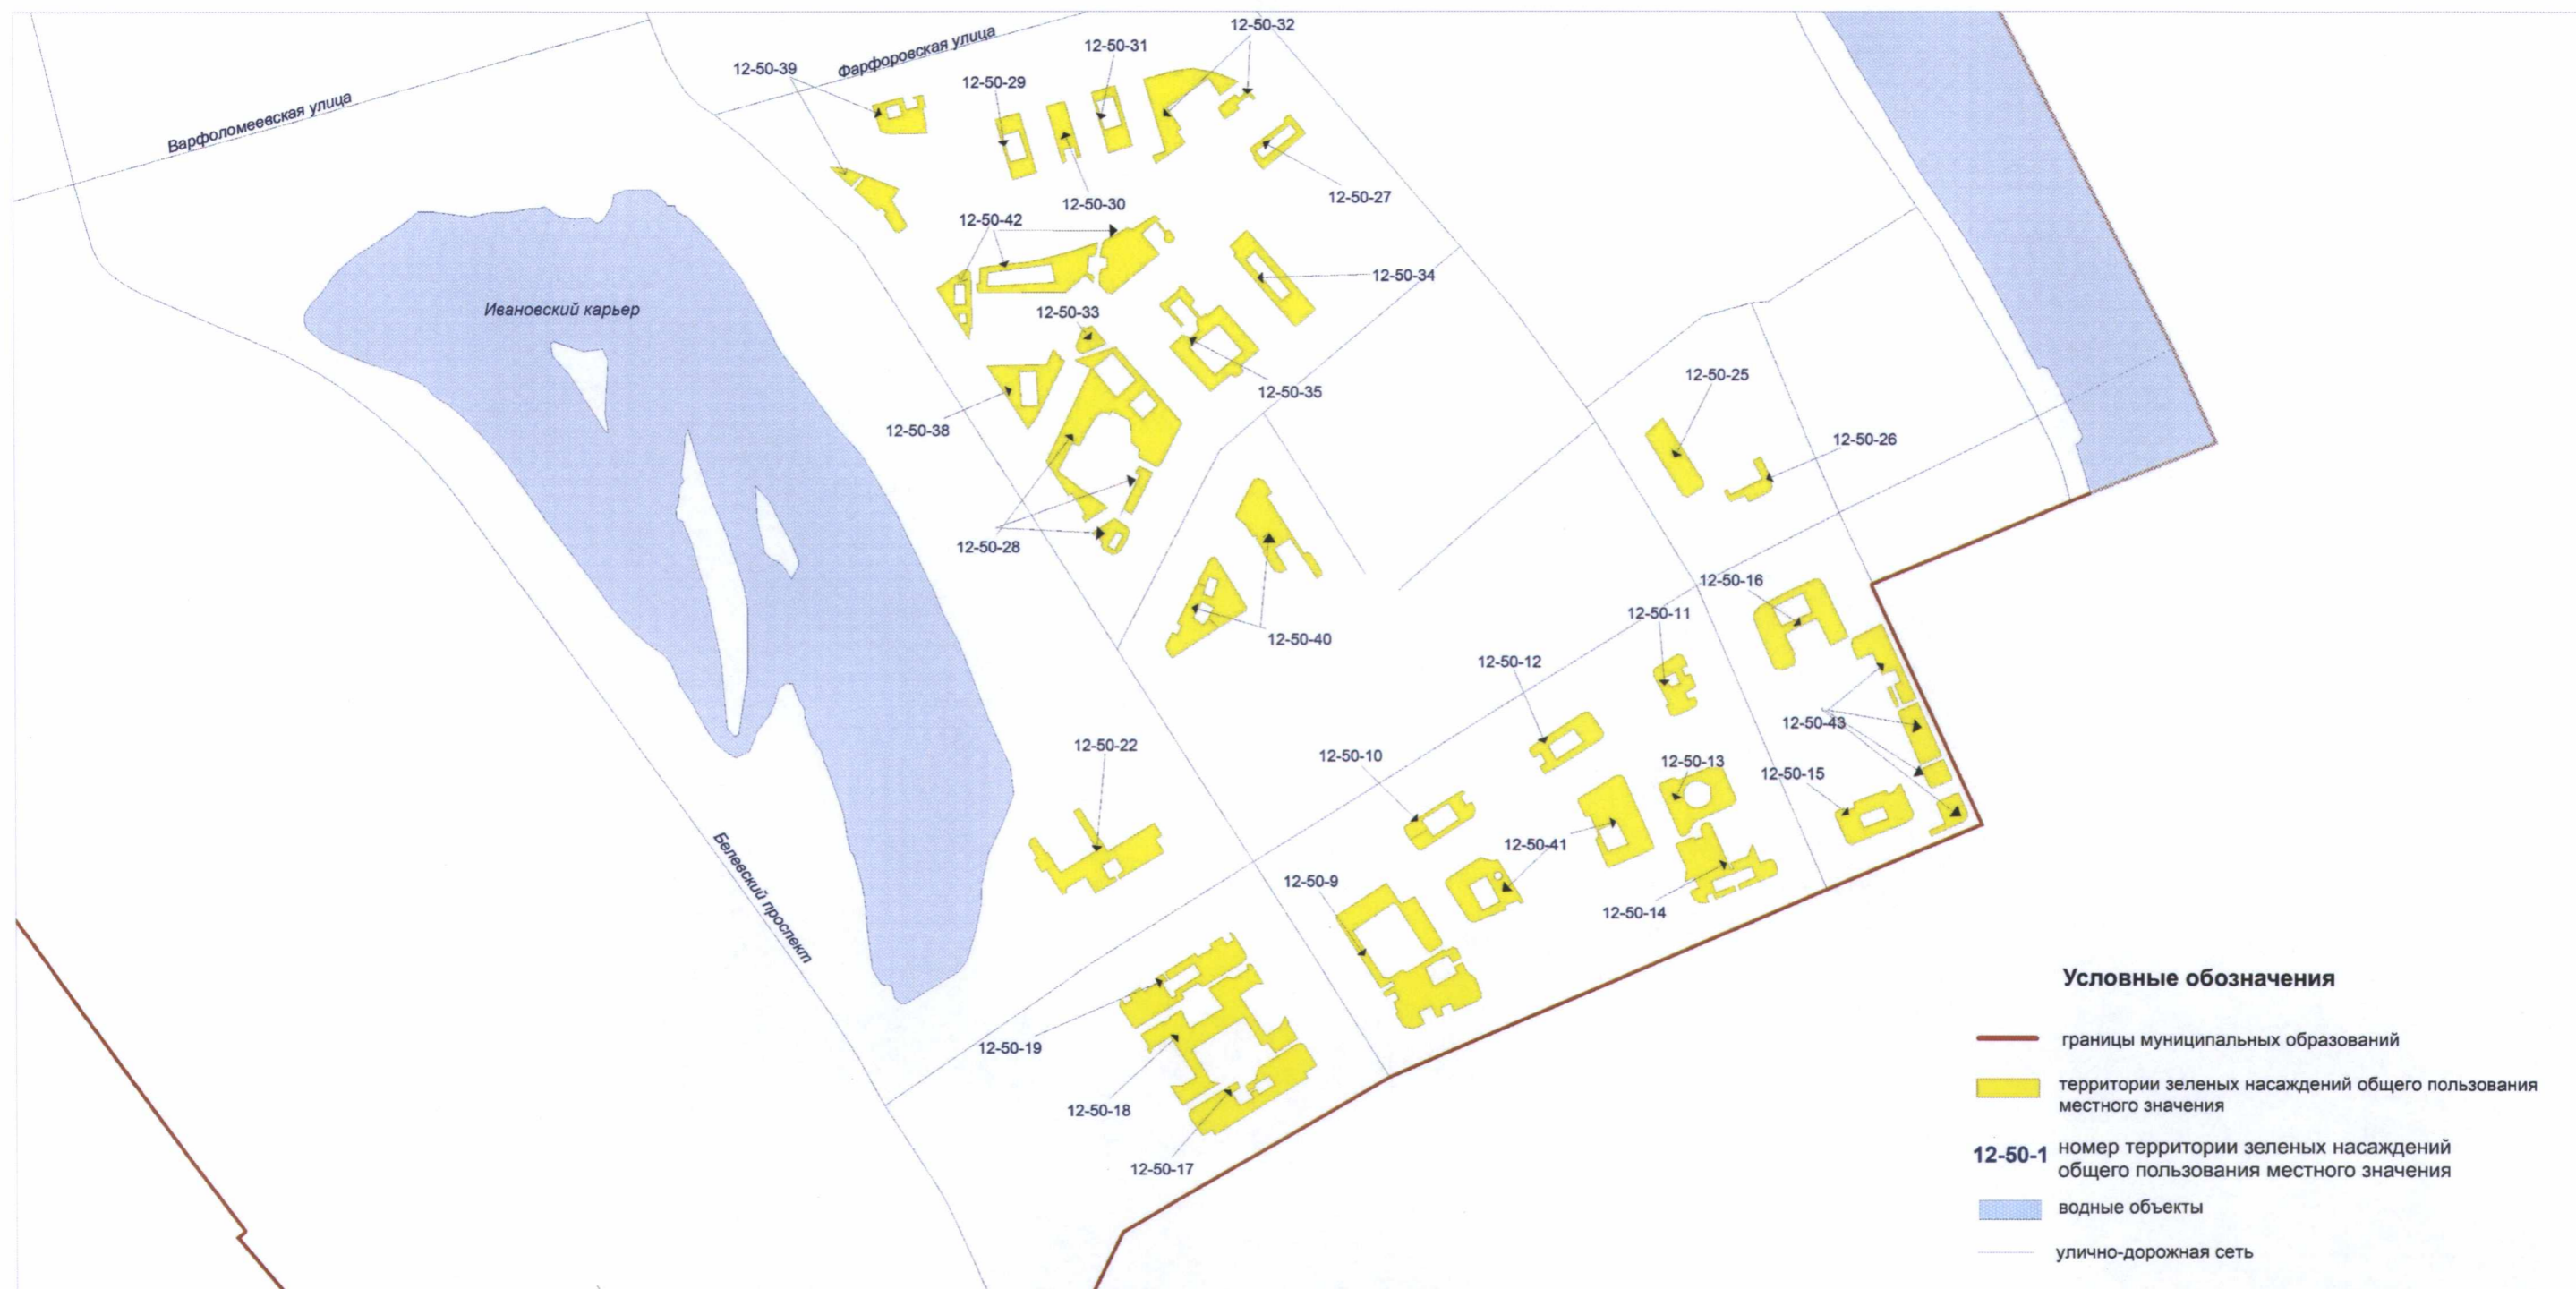 12-50-32
Фарфоровская улица
12-50-31
12-50-39
12-50-29
Варфоломеевская улица
12-50-27
12-50-30
12-50-42
12-50-34
Ивановский карьер
12-50-33
12-50-25
12-50-35
12-50-38
12-50-26
12-50-28
12-50-16
12-50-11
12-50-40
12-50-12
12-50-43
12-50-22
12-50-10
12-50-13
12-50-15
12-50-41
12-50-9
12-50-14
Белевский проспект
12-50-19
12-50-18
12-50-17
Условные обозначения
границы муниципальных образований
территории зеленых насаждений общего пользования
местного значения
12-50-1 номер территории зеленых насаждений
общего пользования местного значения
водные объекты
улично-дорожная сеть